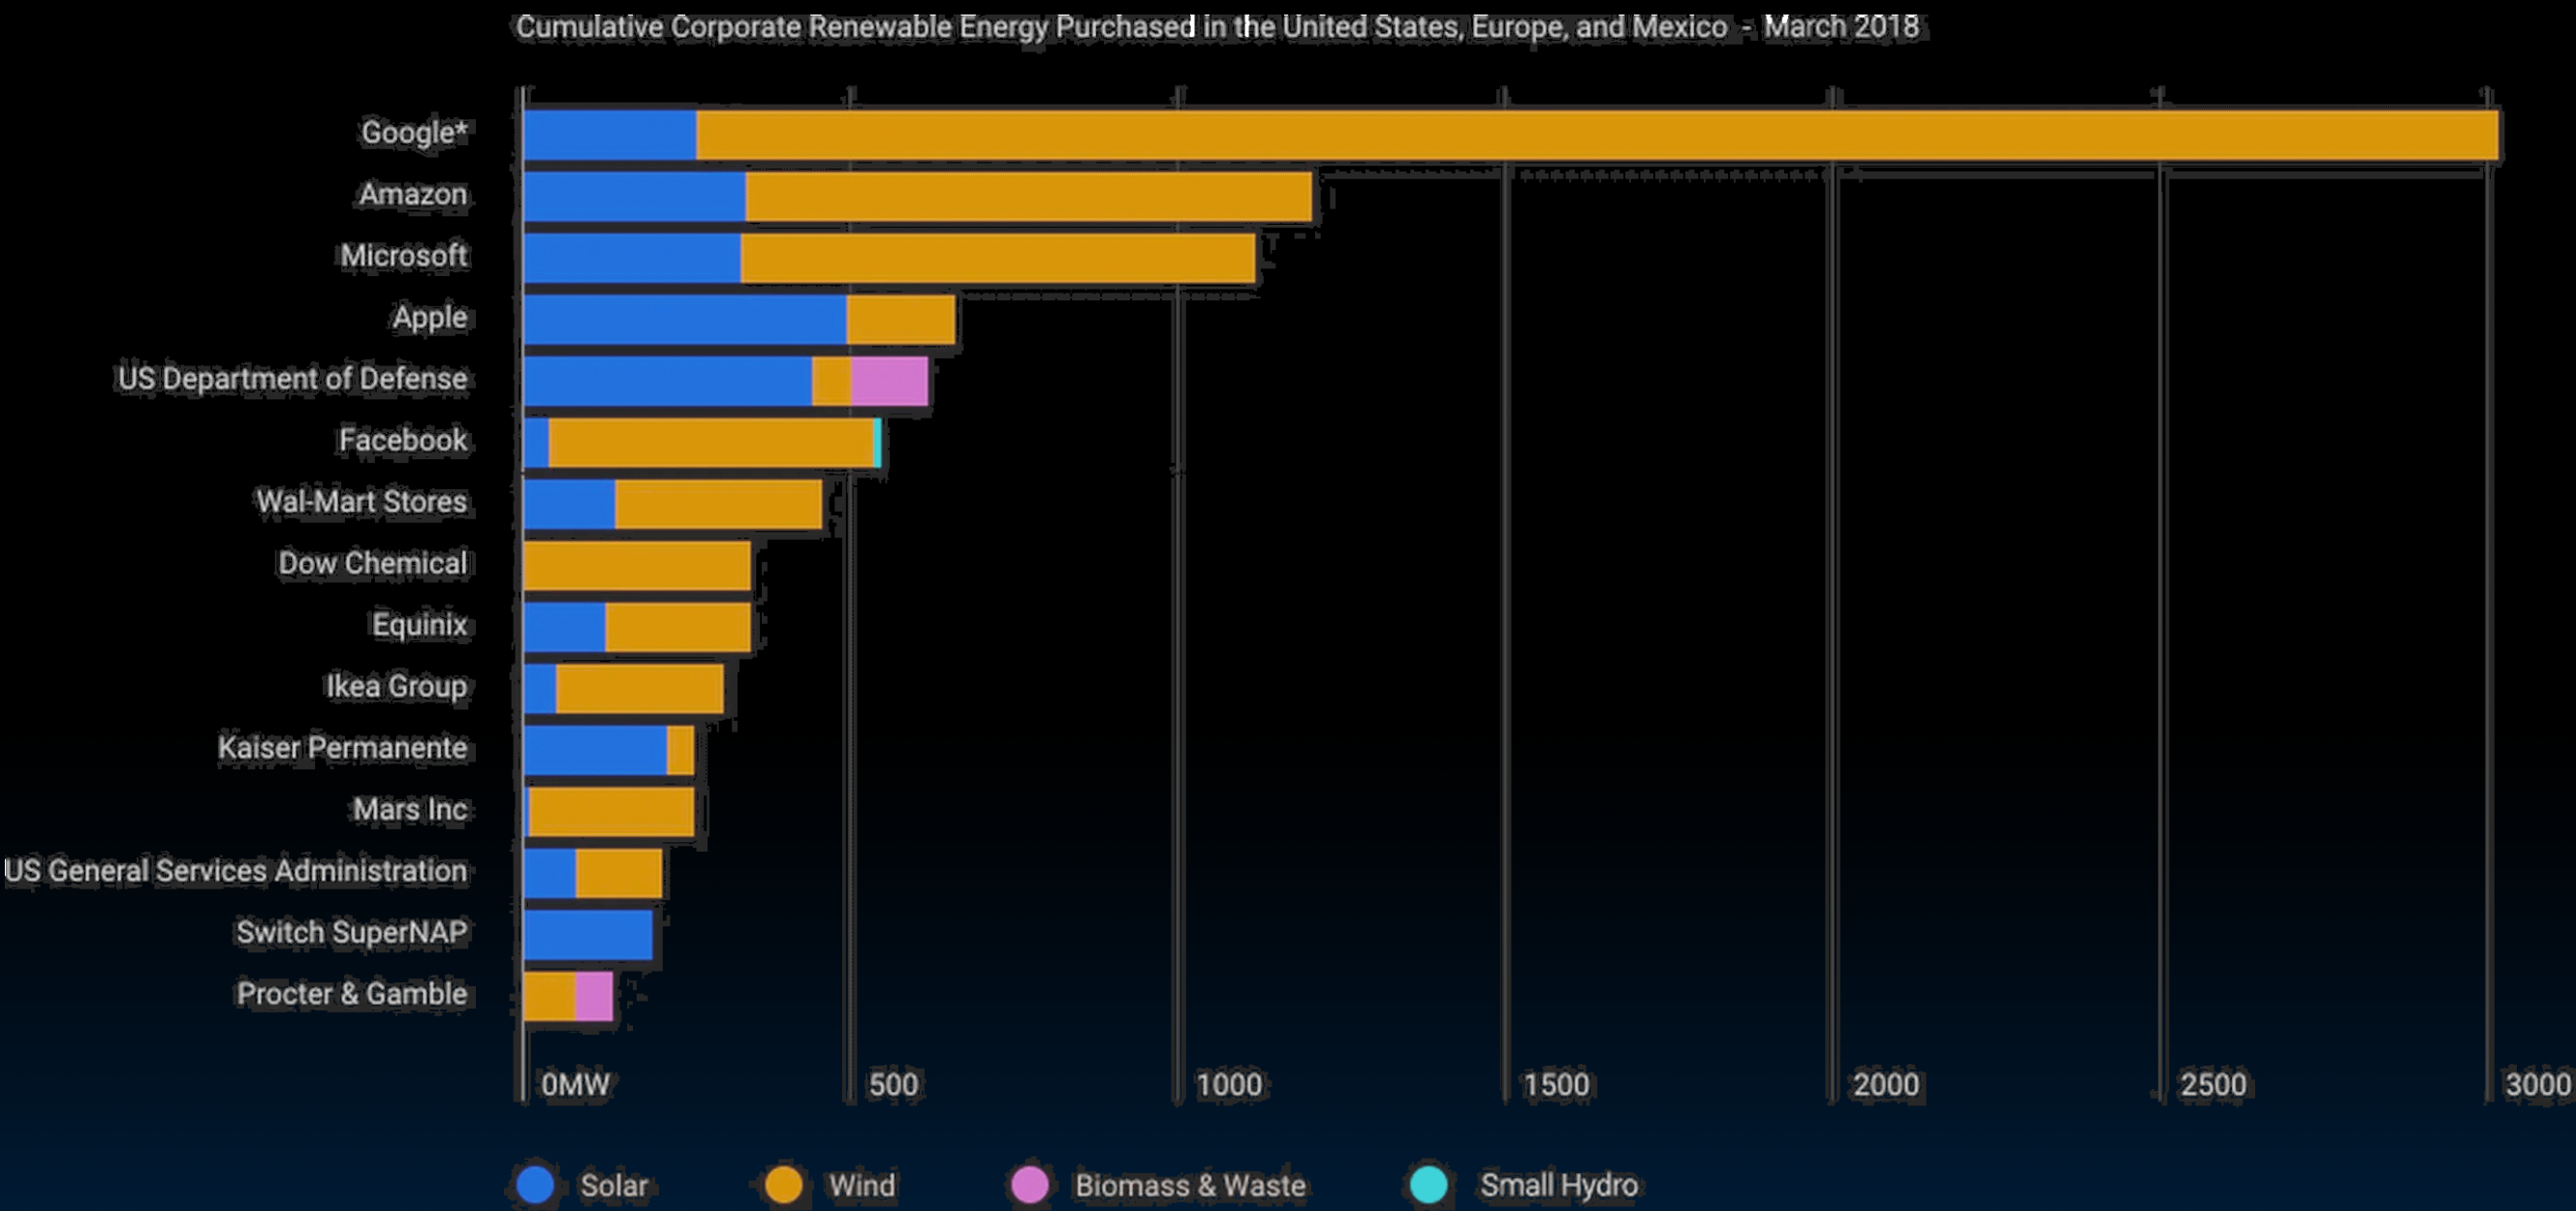 Cumulative Corporate Renewable Energy Purchased in the United States, Europe, and Mexico - March 2018
Google*
Amazon
Microsoft
Apple
US Department of Defense
Facebook
Wal-Mart Stores
Dow Chemical
Equinix
Ikea Group
Kaiser Permanente
Mars Inc
US General Services Administration
Switch SuperNAP
Procter & Gamble
0MW 500 1000 1500 2000 2500 3000
Solar Wind Biomass & Waste Small Hydro